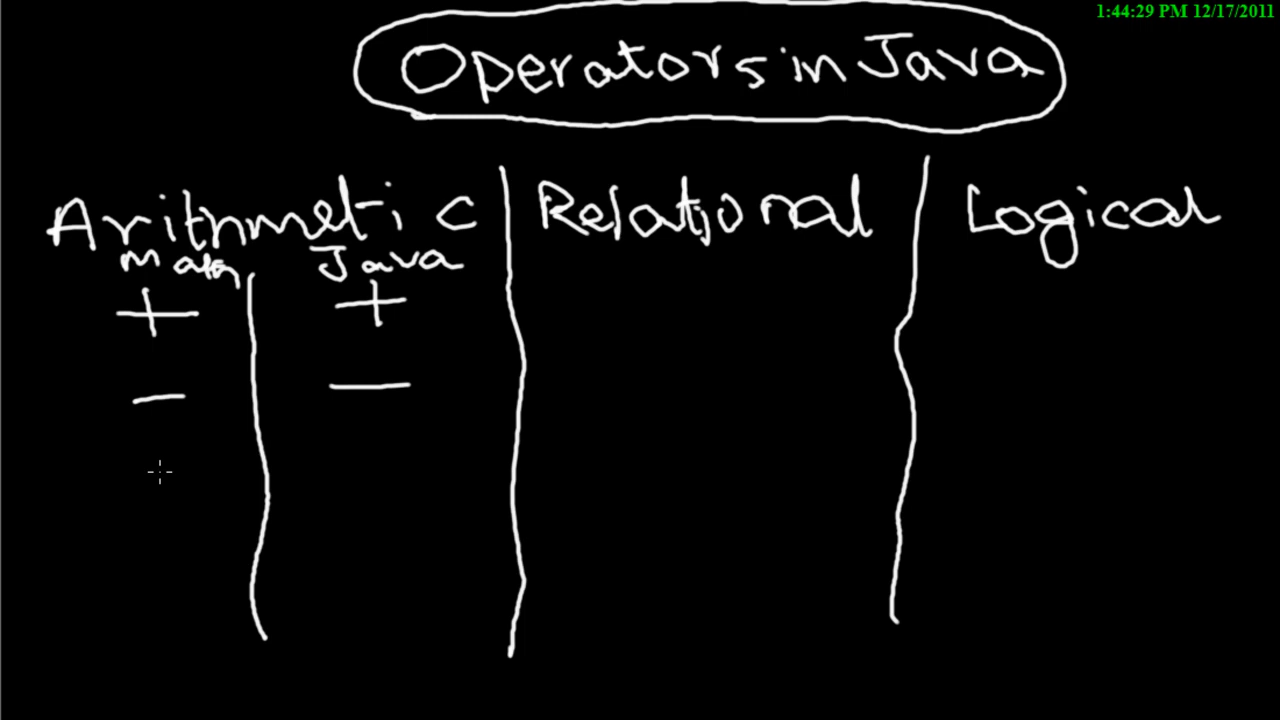 1:44:29 PM 12/17/2011
Operators in Java
Arithmetic Relational Logical
Math Java
+ +
- -